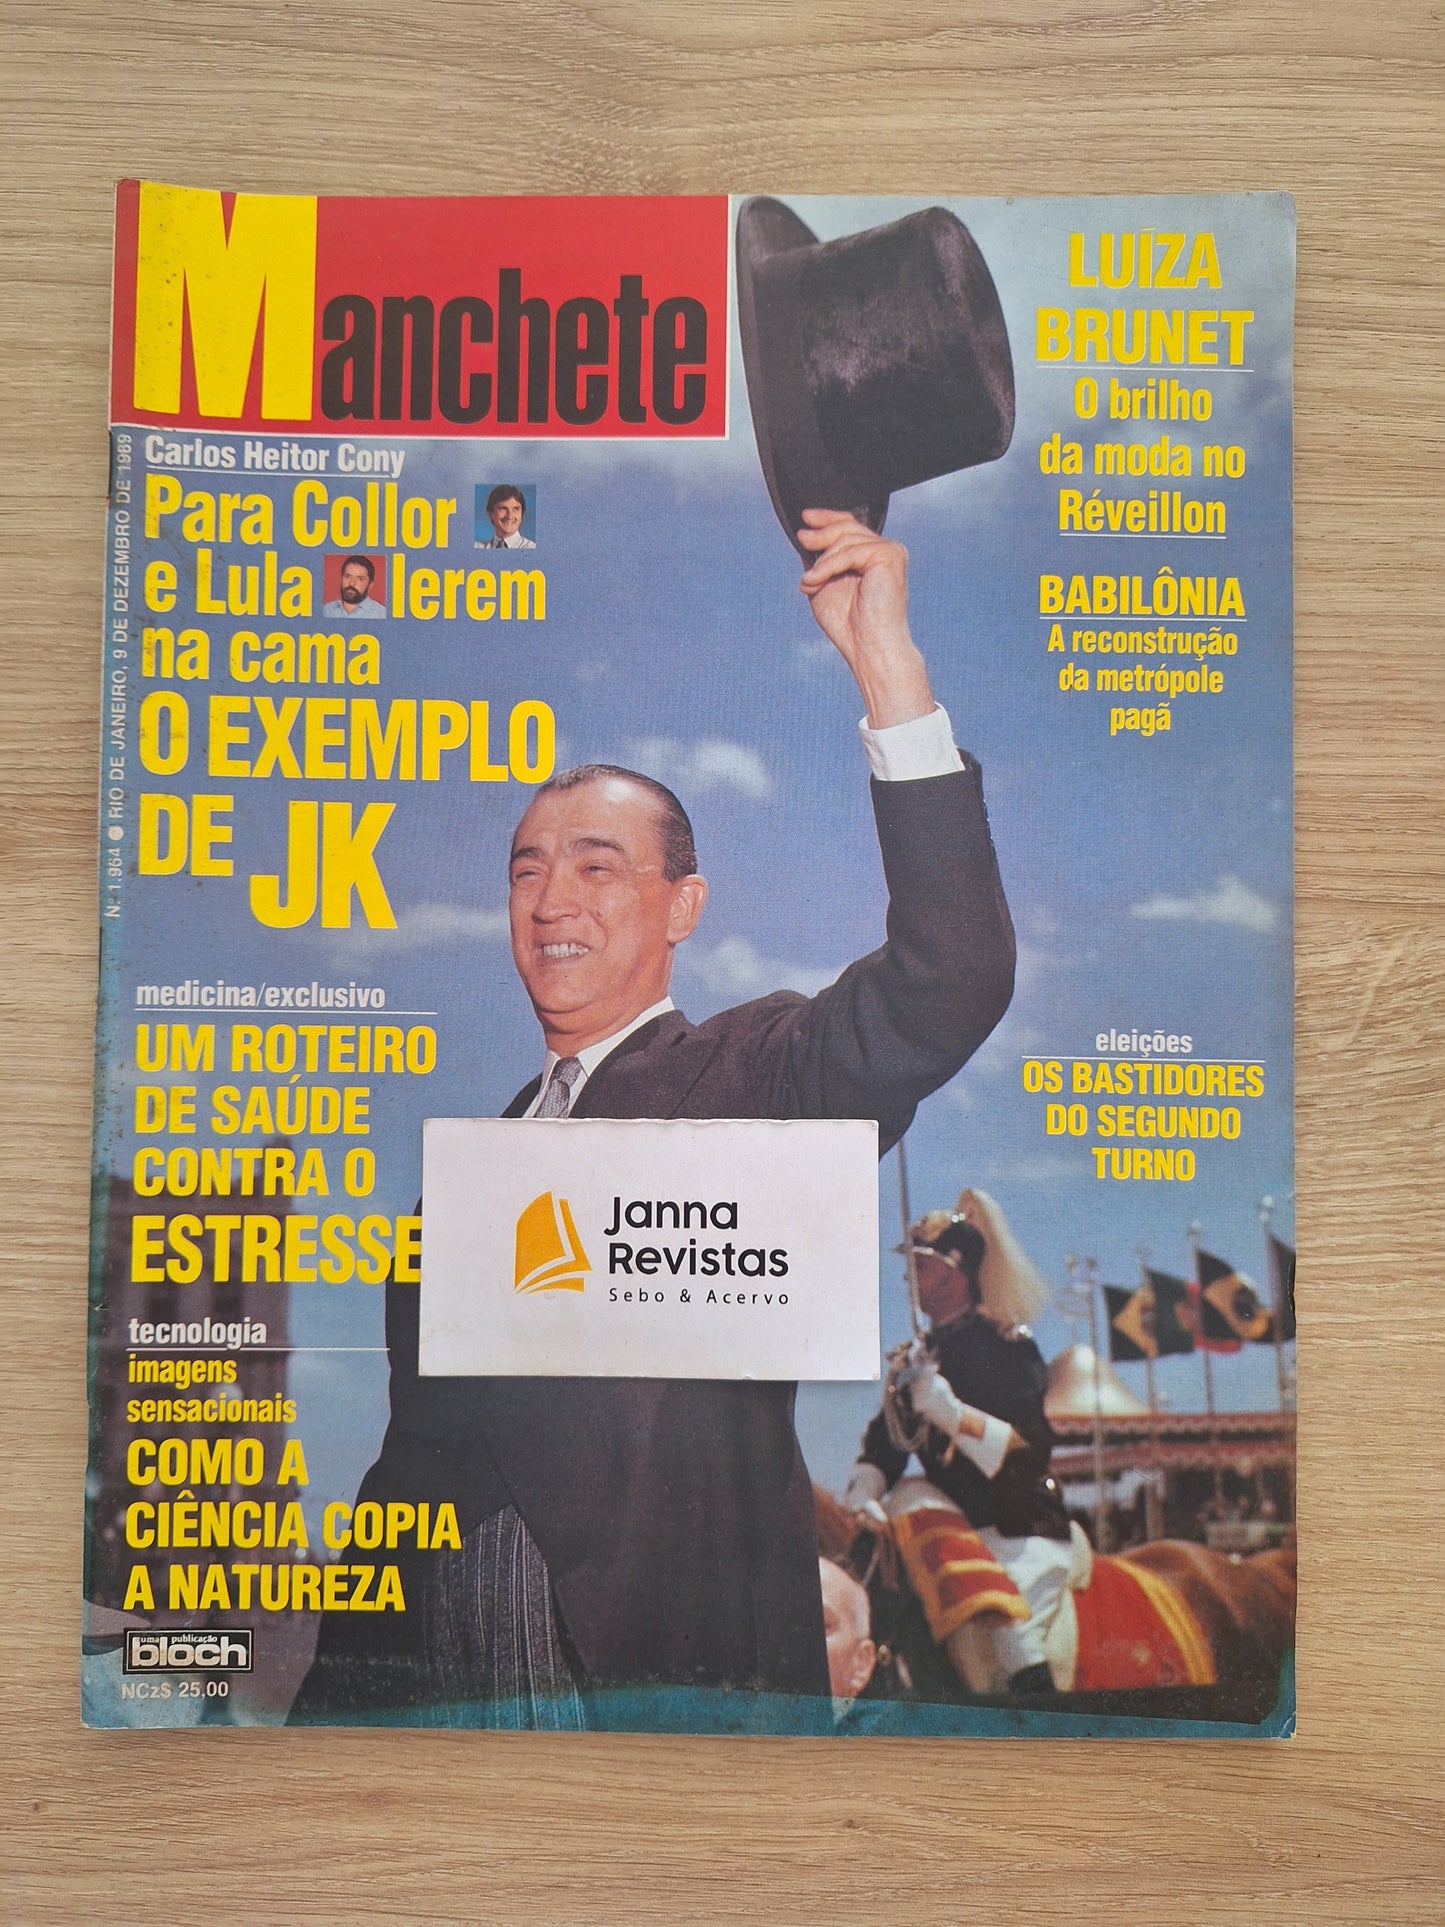 Manchete
Nº 1.964 ● RIO DE JANEIRO, 9 DE DEZEMBRO DE 1989
Carlos Heitor Cony
Para Collor
e Lula lerem
na cama
O EXEMPLO
DE JK
medicina/exclusivo
UM ROTEIRO
DE SAÚDE
CONTRA O
ESTRESSE
tecnologia
imagens
sensacionais
COMO A
CIÊNCIA COPIA
A NATUREZA
uma publicação
bloch
NCz$ 25,00
LUÍZA
BRUNET
O brilho
da moda no
Réveillon
BABILÔNIA
A reconstrução
da metrópole
pagã
eleições
OS BASTIDORES
DO SEGUNDO
TURNO
Janna
Revistas
Sebo & Acervo